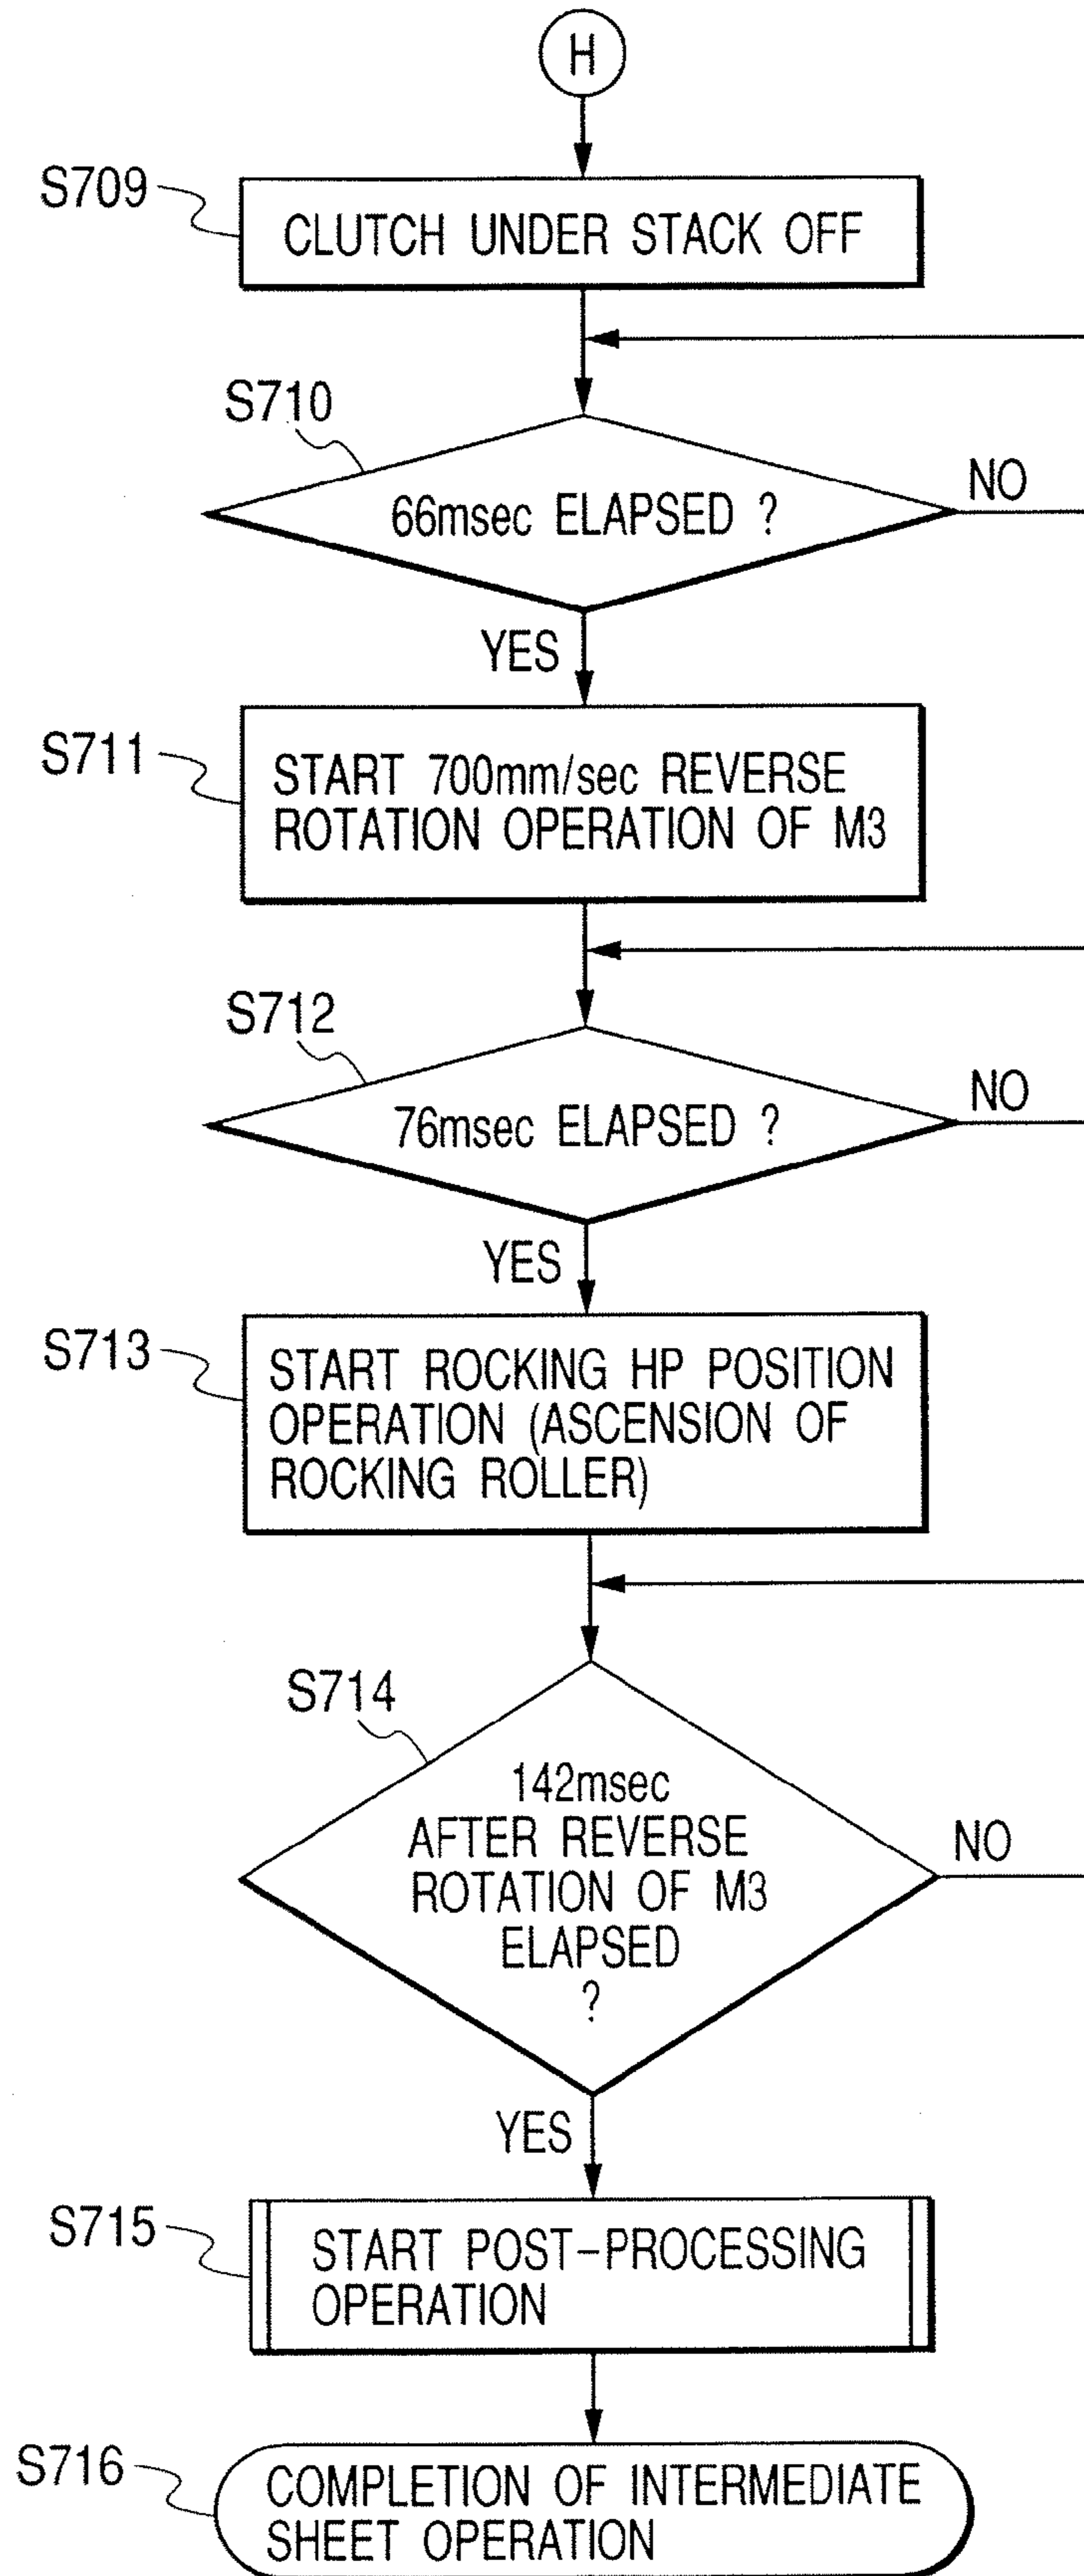 H
S709
CLUTCH UNDER STACK OFF
S710
66msec ELAPSED ?
NO
YES
S711
START 700mm/sec REVERSE
ROTATION OPERATION OF M3
S712
76msec ELAPSED ?
NO
YES
S713
START ROCKING HP POSITION
OPERATION (ASCENSION OF
ROCKING ROLLER)
S714
142msec
AFTER REVERSE
ROTATION OF M3
ELAPSED
?
NO
YES
S715
START POST-PROCESSING
OPERATION
S716
COMPLETION OF INTERMEDIATE
SHEET OPERATION